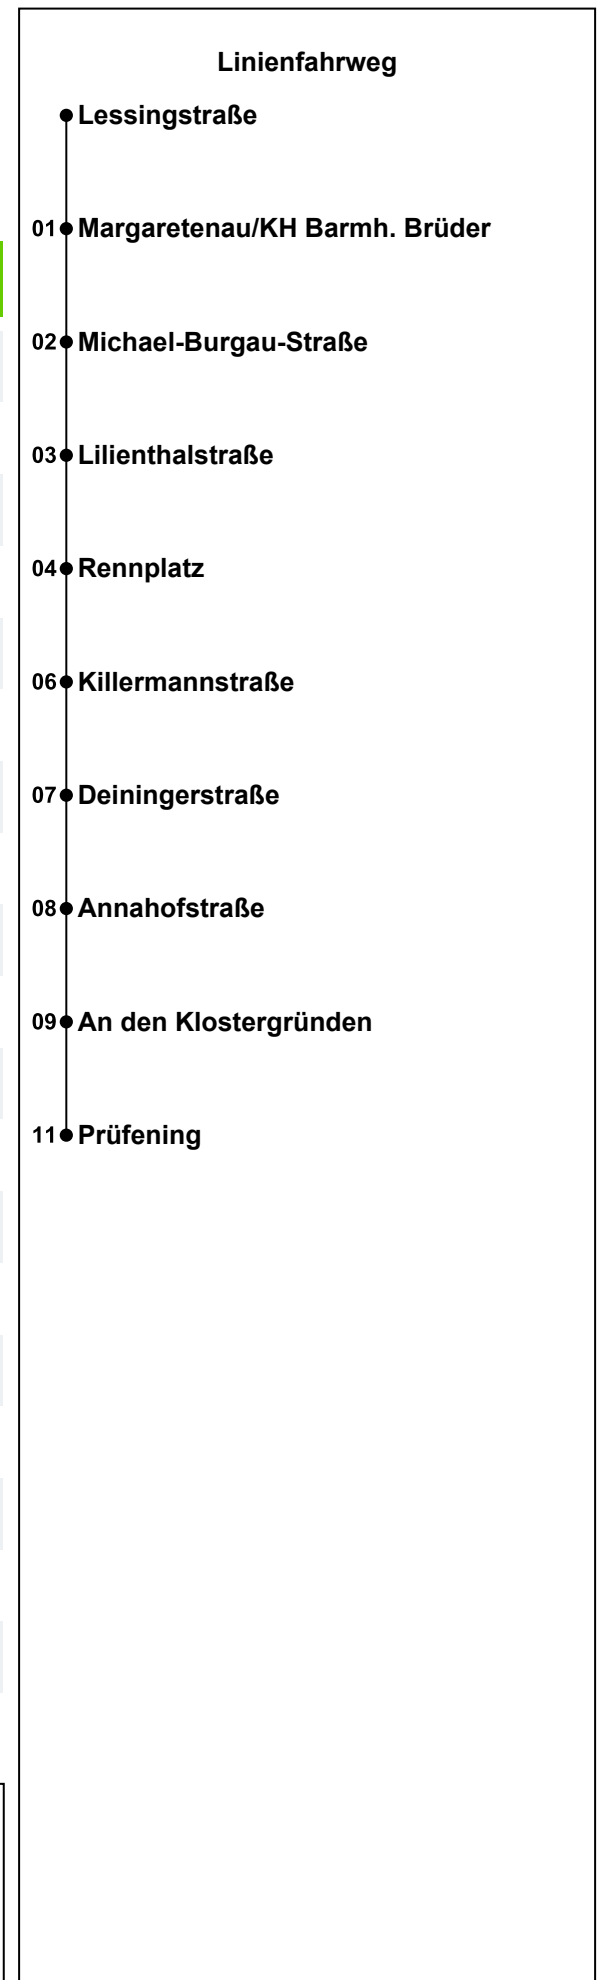 Linienfahrweg
Lessingstraße
01 Margaretenau/KH Barmh. Brüder
02 Michael-Burgau-Straße
03 Lilienthalstraße
04 Rennplatz
06 Killermannstraße
07 Deiningerstraße
08 Annahofstraße
09 An den Klostergründen
11 Prüfening